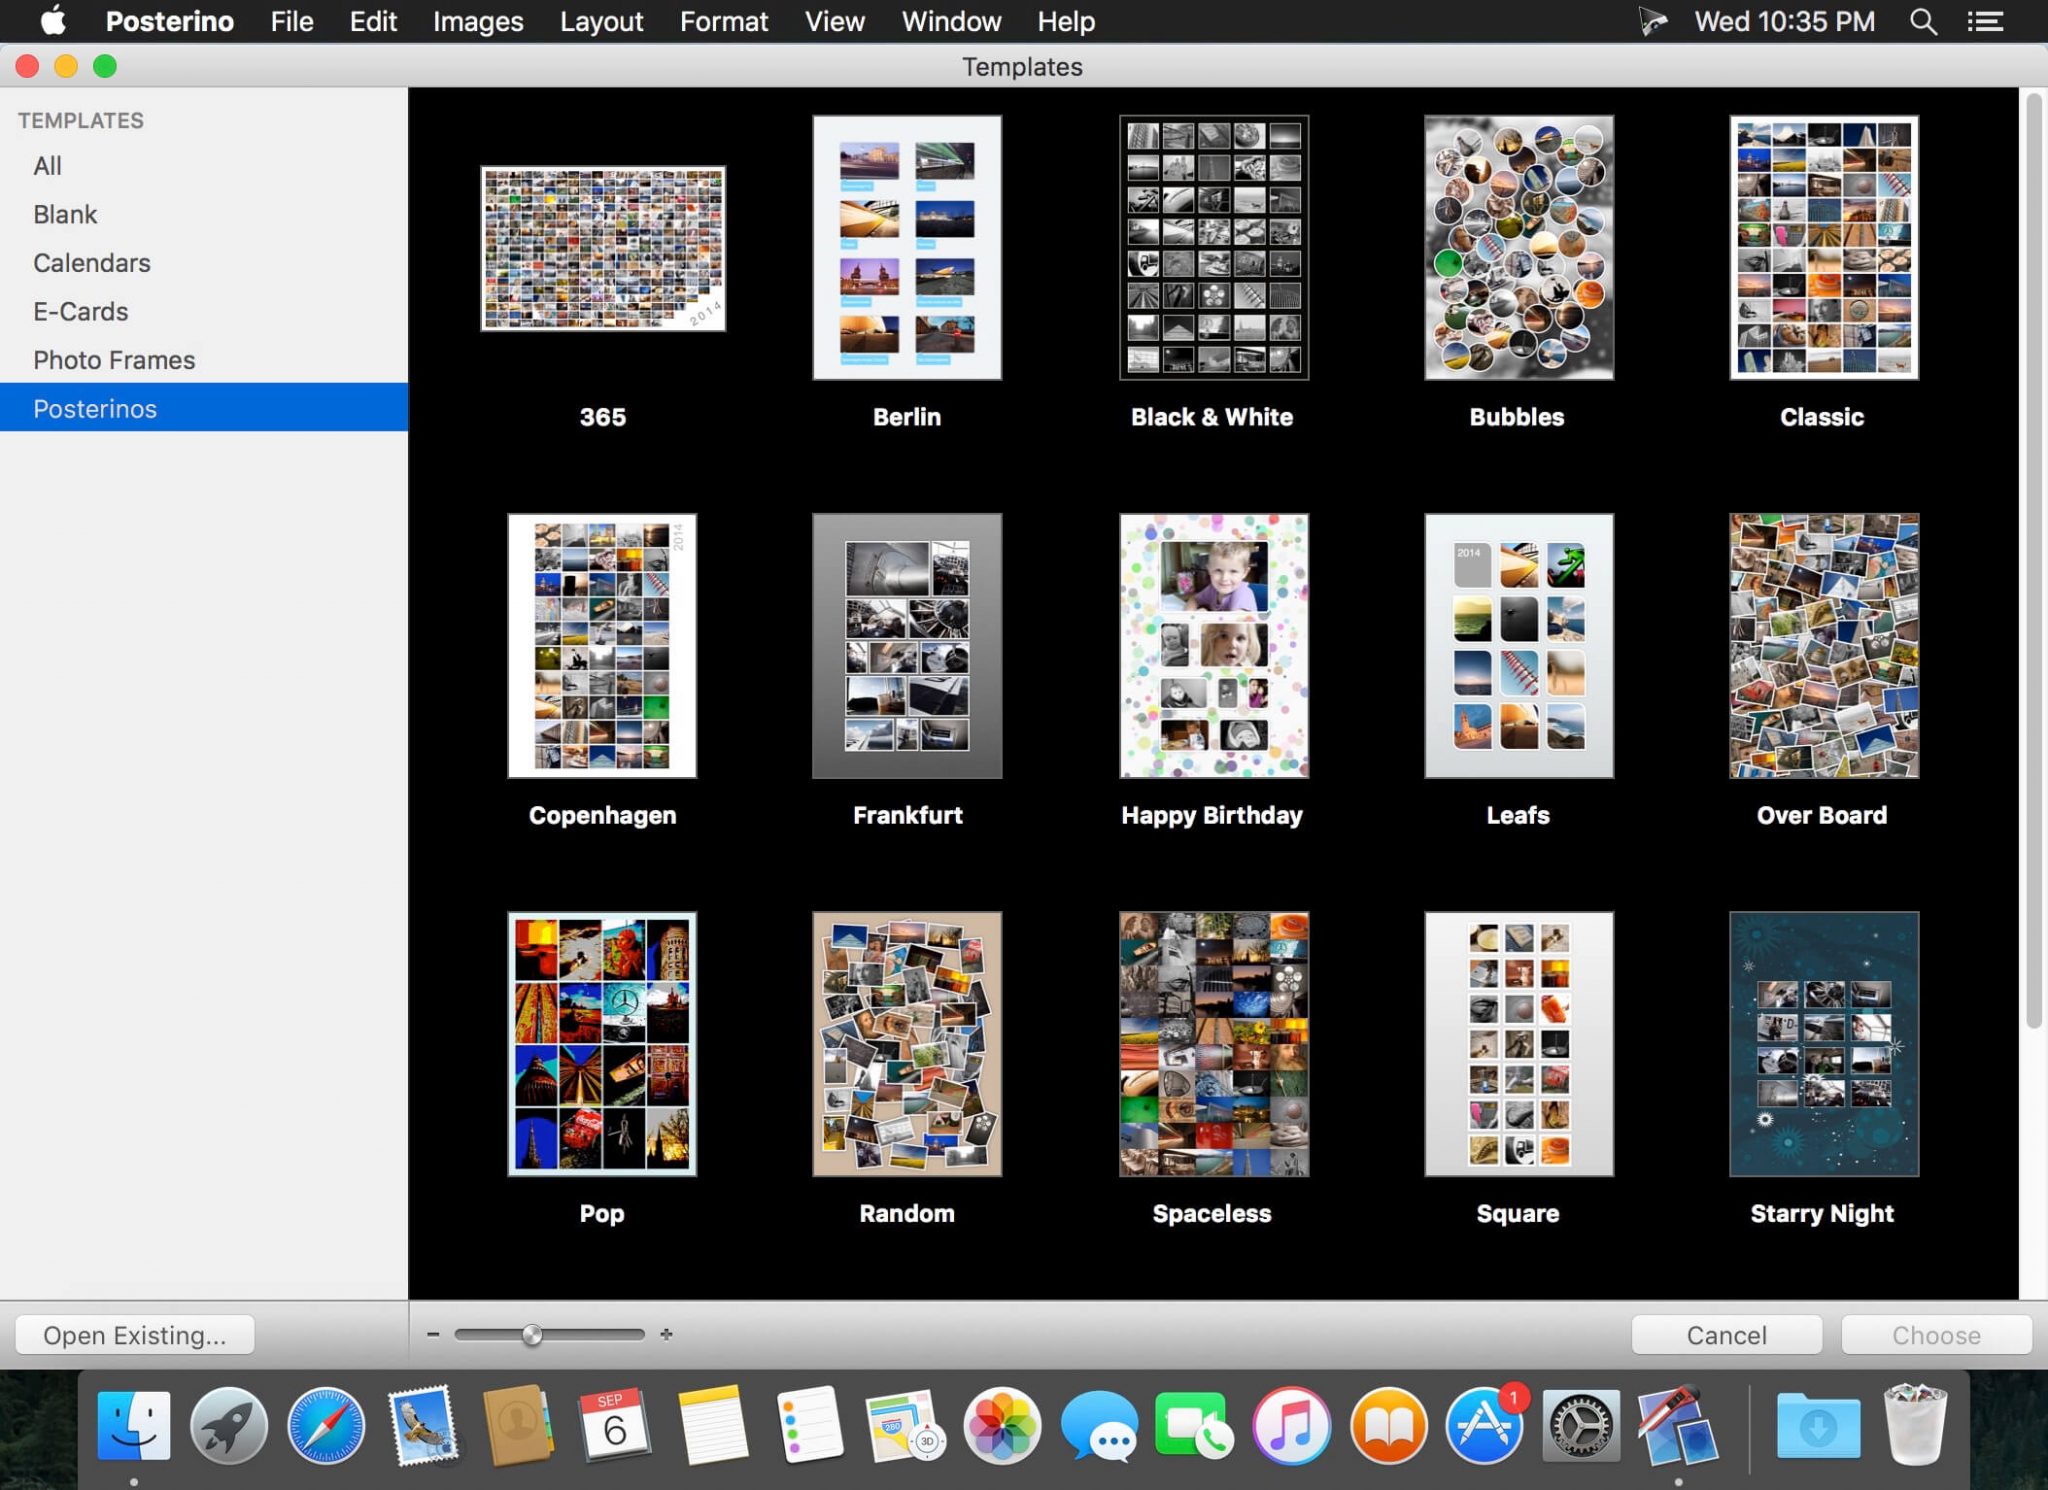 Posterino File Edit Images Layout Format View Window Help Wed 10:35 PM
Templates
TEMPLATES
All
Blank
Calendars
E-Cards
Photo Frames
Posterinos
2014
365
Berlin
Black & White
Bubbles
Classic
2014
2014
Copenhagen
Frankfurt
Happy Birthday
Leafs
Over Board
Pop
Random
Spaceless
Square
Starry Night
Open Existing...
Cancel
Choose
SEP
6
280
3D
1